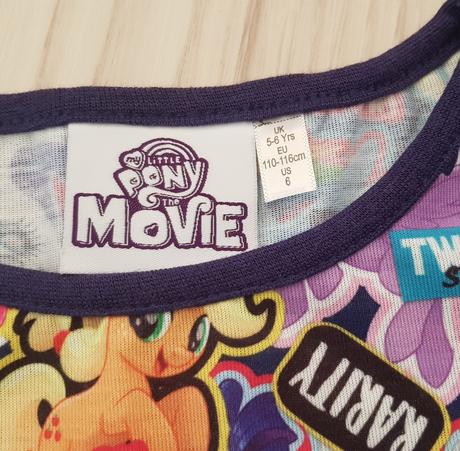 my LITTLE
PONY
The
MOVIE
UK
5-6 Yrs
EU
110-116cm
US
6
TW
S
RARITY